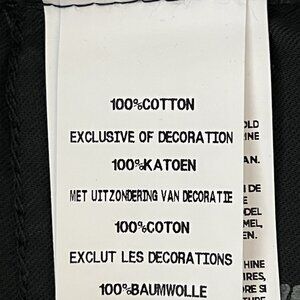 100%COTTON
EXCLUSIVE OF DECORATION
100%KATOEN
MET UITZONDERING VAN DECORATIE
100%COTON
EXCLUT LES DECORATIONS
100%BAUMWOLLE